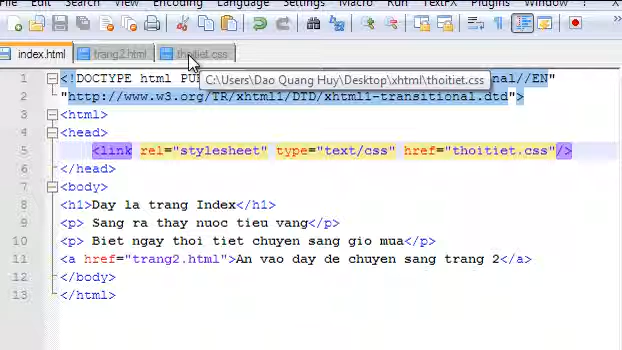 File Edit Search View Encoding Language Settings Macro Run TextFX Plugins Window ? X
index.html trang2.html thoitiet.css
C:\Users\Dao Quang Huy\Desktop\xhtml\thoitiet.css
1 <!DOCTYPE html PU nal//EN"
2 "http://www.w3.org/TR/xhtml1/DTD/xhtml1-transitional.dtd">
3 <html>
4 <head>
5 <link rel="stylesheet" type="text/css" href="thoitiet.css"/>
6 </head>
7 <body>
8 <h1>Day la trang Index</h1>
9 <p> Sang ra thay nuoc tieu vang</p>
10 <p> Biet ngay thoi tiet chuyen sang gio mua</p>
11 <a href="trang2.html">An vao day de chuyen sang trang 2</a>
12 </body>
13 </html>